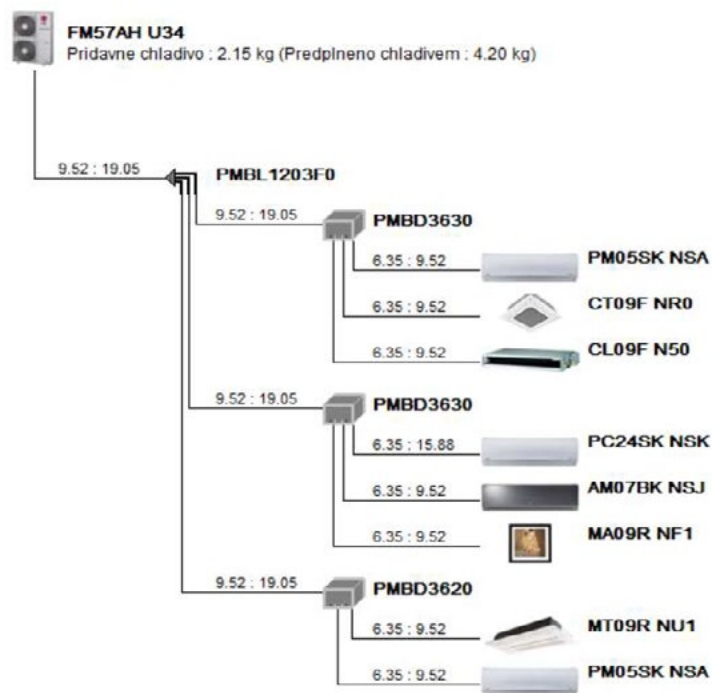 FM57AH U34
Pridavne chladivo : 2.15 kg (Predplneno chladivem : 4.20 kg)
9.52 : 19.05
PMBL1203F0
9.52 : 19.05
PMBD3630
6.35 : 9.52
PM05SK NSA
6.35 : 9.52
CT09F NR0
6.35 : 9.52
CL09F N50
9.52 : 19.05
PMBD3630
6.35 : 15.88
PC24SK NSK
6.35 : 9.52
AM07BK NSJ
6.35 : 9.52
MA09R NF1
9.52 : 19.05
PMBD3620
6.35 : 9.52
MT09R NU1
6.35 : 9.52
PM05SK NSA